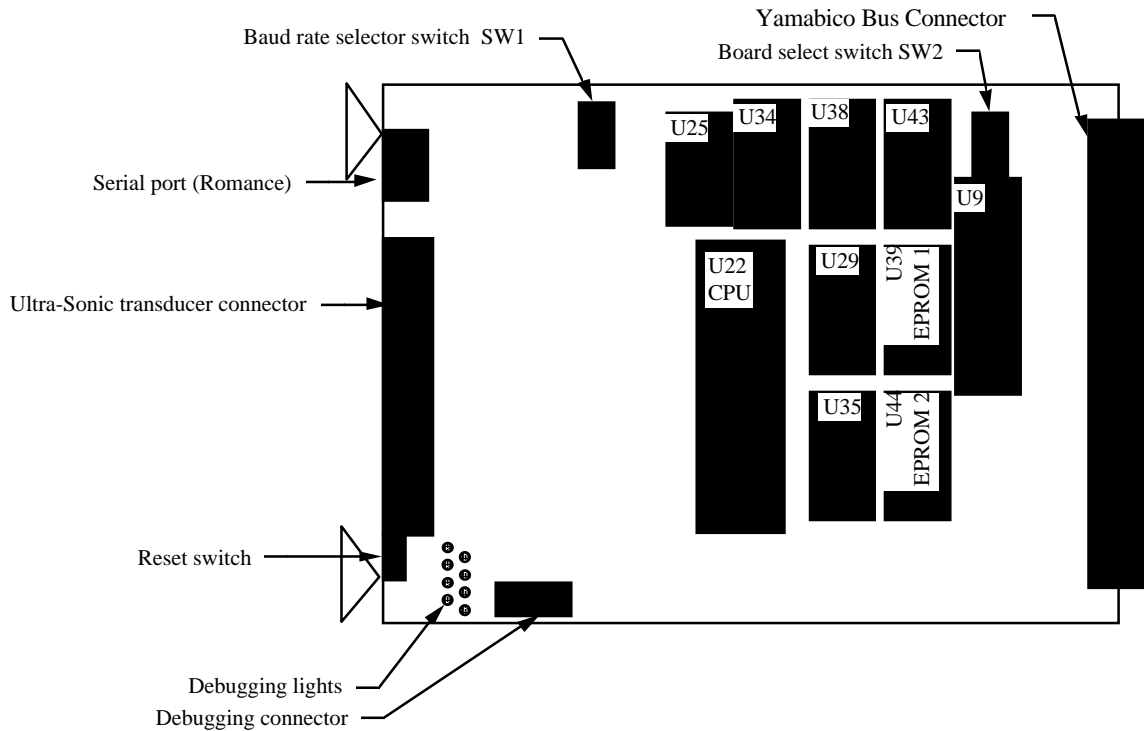 Yamabico Bus Connector
Baud rate selector switch  SW1
Board select switch SW2
U25
U34
U38
U43
Serial port (Romance)
U9
U22
CPU
U29
U39
EPROM 1
Ultra-Sonic transducer connector
U35
U44
EPROM 2
Reset switch
Debugging lights
Debugging connector